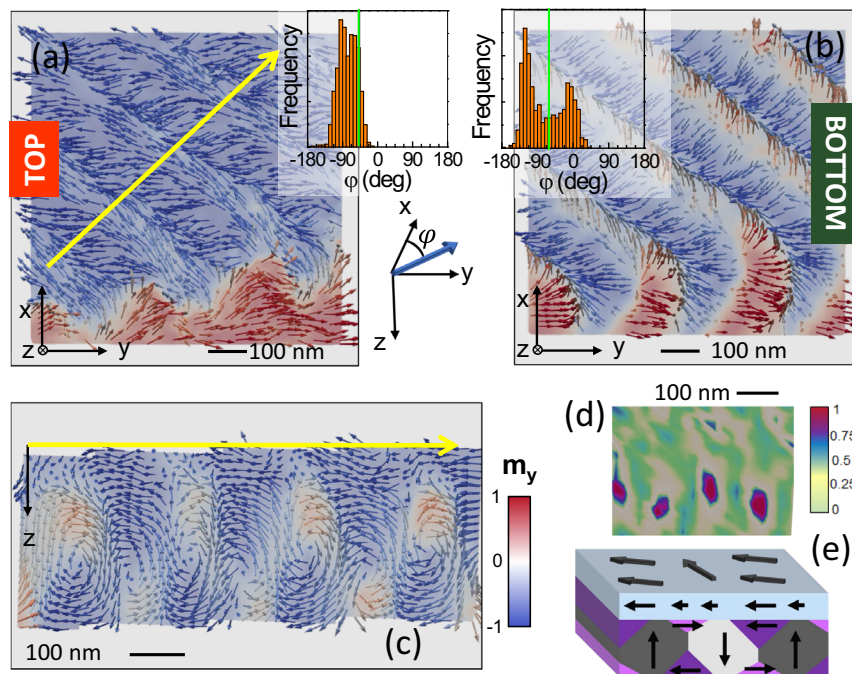 (a)
TOP
Frequency
-180 -90 0 90 180
φ (deg)
x
z
y
100 nm
x
φ
y
z
(b)
BOTTOM
Frequency
-180 -90 0 90 180
φ (deg)
x
z
y
100 nm
z
100 nm
(c)
m_y
1
0
-1
(d)
100 nm
1
0.75
0.5
0.25
0
(e)